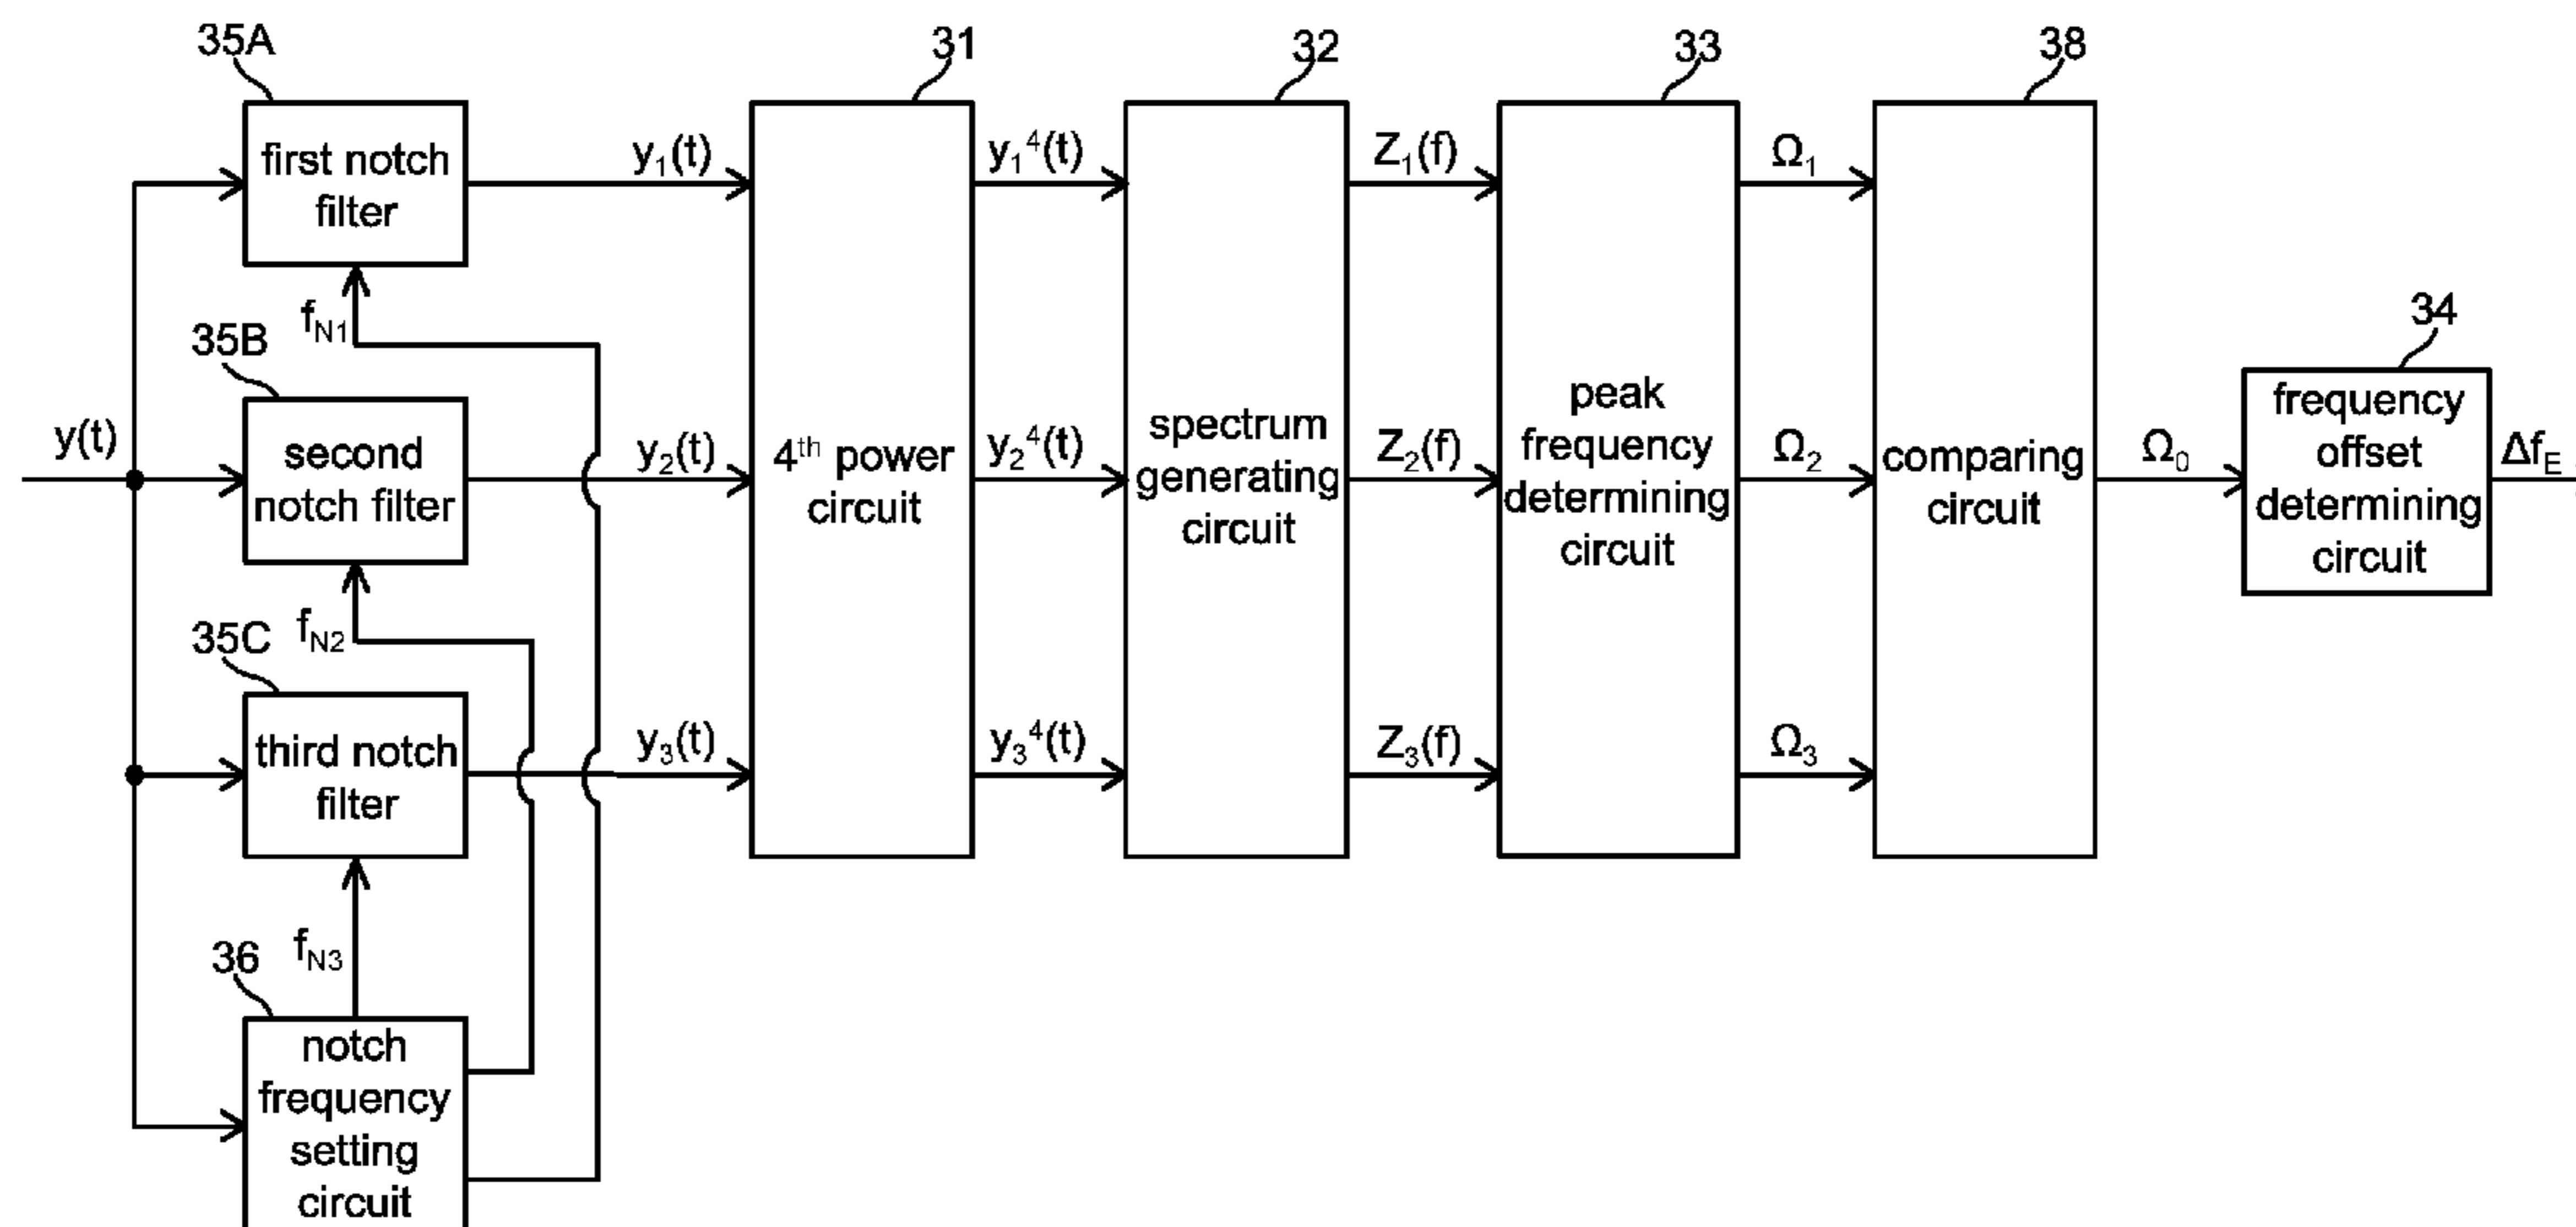 35A
31
32
33
38
first notch
filter
y₁(t)
y₁⁴(t)
Z₁(f)
Ω₁
fN1
35B
34
y(t)
second
notch filter
y₂(t)
4th power
circuit
y₂⁴(t)
spectrum
generating
circuit
Z₂(f)
peak
frequency
determining
circuit
Ω₂
comparing
circuit
Ω₀
frequency
offset
determining
circuit
ΔfE
fN2
35C
third notch
filter
y₃(t)
y₃⁴(t)
Z₃(f)
Ω₃
fN3
36
notch
frequency
setting
circuit